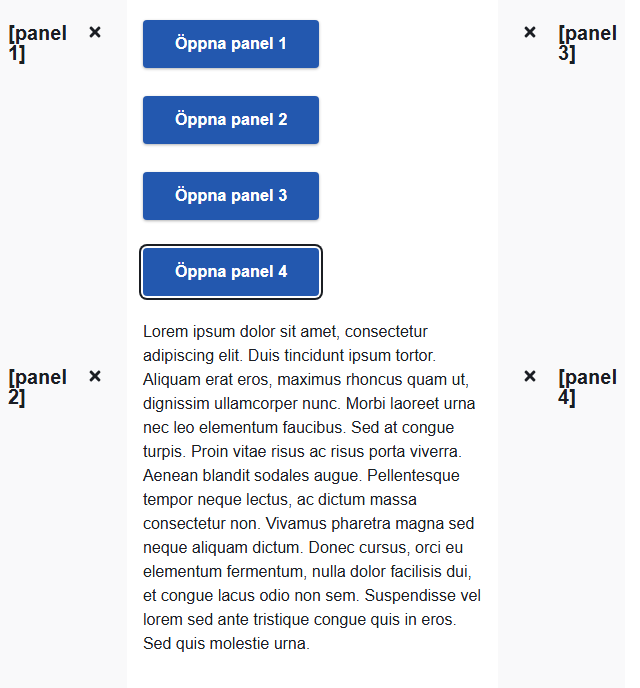 [panel
1]
×
Öppna panel 1
Öppna panel 2
Öppna panel 3
Öppna panel 4
×
[panel
3]
[panel
2]
×
Lorem ipsum dolor sit amet, consectetur
adipiscing elit. Duis tincidunt ipsum tortor.
Aliquam erat eros, maximus rhoncus quam ut,
dignissim ullamcorper nunc. Morbi laoreet urna
nec leo elementum faucibus. Sed at congue
turpis. Proin vitae risus ac risus porta viverra.
Aenean blandit sodales augue. Pellentesque
tempor neque lectus, ac dictum massa
consectetur non. Vivamus pharetra magna sed
neque aliquam dictum. Donec cursus, orci eu
elementum fermentum, nulla dolor facilisis dui,
et congue lacus odio non sem. Suspendisse vel
lorem sed ante tristique congue quis in eros.
Sed quis molestie urna.
×
[panel
4]